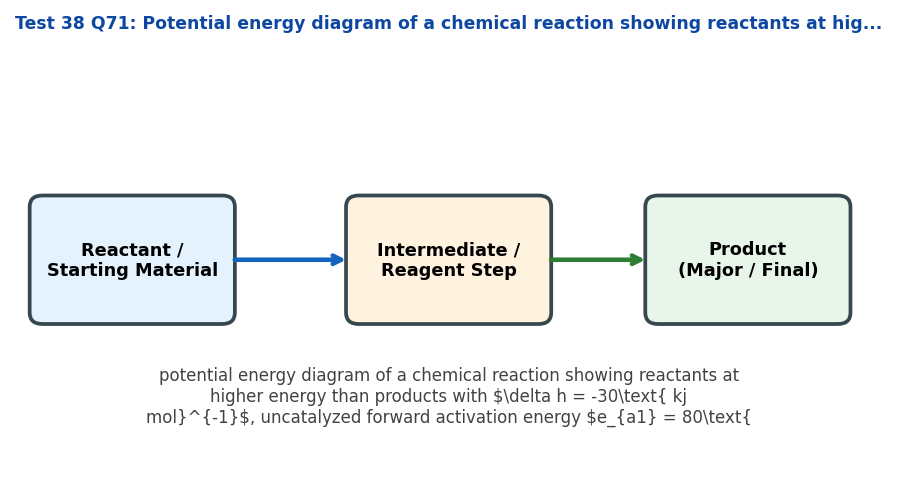 Test 38 Q71: Potential energy diagram of a chemical reaction showing reactants at hig...
Reactant /
Starting Material
Intermediate /
Reagent Step
Product
(Major / Final)
potential energy diagram of a chemical reaction showing reactants at
higher energy than products with $\delta h = -30\text{ kj
mol}^{-1}$, uncatalyzed forward activation energy $e_{a1} = 80\text{